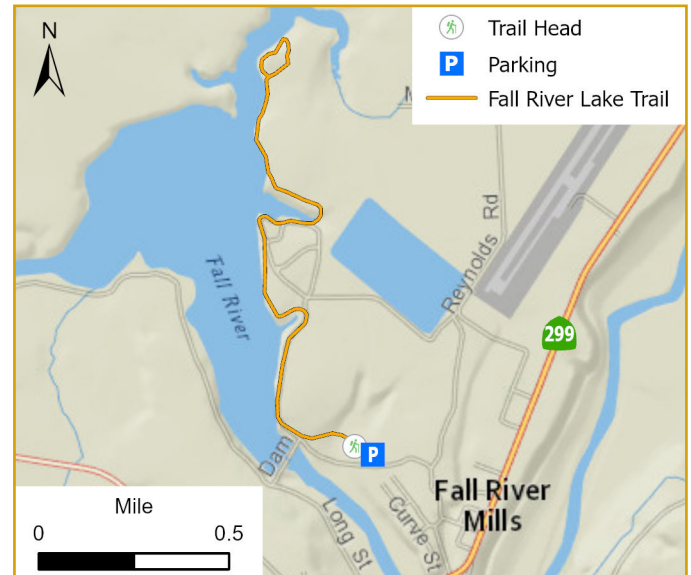 N
Trail Head
P
Parking
Fall River Lake Trail
Reynolds Rd
Fall River
299
P
Dam
Fall River
Mills
Long St
Curve St
Mile
0
0.5